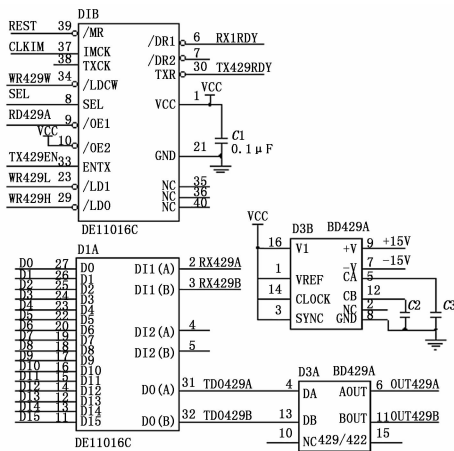 DIB
REST 39 /MR /DR1 6 RX1RDY
CLKIM 37 IMCK /DR2 7
38 TXCK TXR 30 TX429RDY
WR429W 34 /LDCW VCC
SEL 8 SEL VCC 1
RD429A 9 /OE1 C1
VCC 10 /OE2 0.1μF
TX429EN 33 ENTX GND 21
WR429L 23 /LD1 NC 35
WR429H 29 /LD0 NC 36
NC 40
DE11016C
D1A
D0 27 D0 DI1(A) 2 RX429A
D1 26 D1
D2 25 D2 DI1(B) 3 RX429B
D3 24 D3
D4 23 D4
D5 22 D5
D6 20 D6 DI2(A) 4
D7 19 D7
D8 18 D8 DI2(B) 5
D9 17 D9
D10 16 D10
D11 15 D11
D12 14 D12 D0(A) 31 TD0429A
D13 12 D13
D14 13 D14
D15 11 D15 D0(B) 32 TD0429B
DE11016C
VCC D3B BD429A
16 V1 +V 9 +15V
-V 7 -15V
1 VREF CA 5
14 CLOCK CB 12 C2 C3
NC 2
3 SYNC GND 8
D3A BD429A
4 DA AOUT 6 OUT429A
13 DB BOUT 11 OUT429B
10 NC 429/422 15